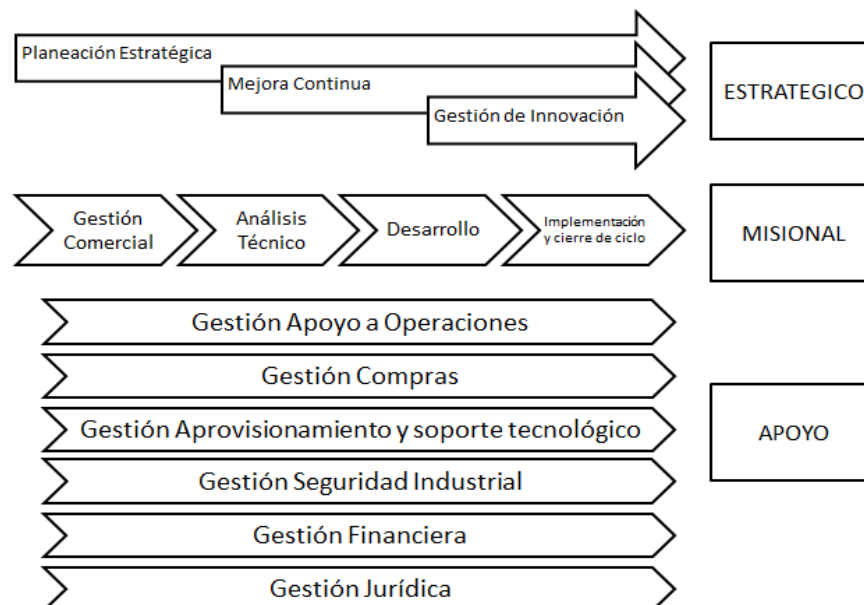 Planeación Estratégica
Mejora Continua
Gestión de Innovación
ESTRATEGICO
Gestión
Comercial
Análisis
Técnico
Desarrollo
Implementación
y cierre de ciclo
MISIONAL
Gestión Apoyo a Operaciones
Gestión Compras
Gestión Aprovisionamiento y soporte tecnológico
Gestión Seguridad Industrial
Gestión Financiera
Gestión Jurídica
APOYO